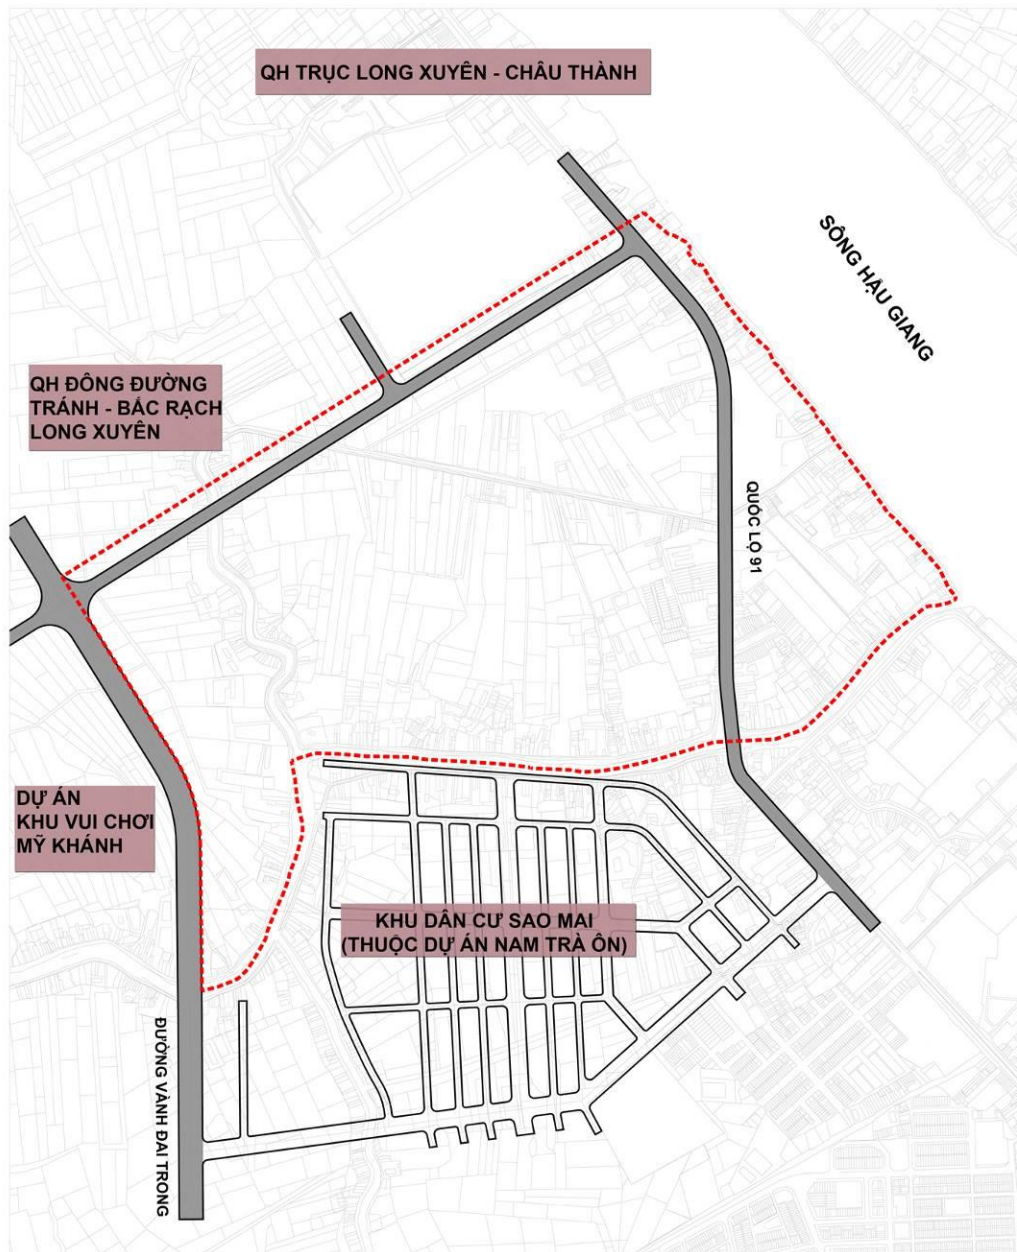 QH TRỤC LONG XUYÊN - CHÂU THÀNH
SÔNG HẬU GIANG
QH ĐÔNG ĐƯỜNG
TRÁNH - BẮC RẠCH
LONG XUYÊN
QUỐC LỘ 91
DỰ ÁN
KHU VUI CHƠI
MỸ KHÁNH
KHU DÂN CƯ SAO MAI
(THUỘC DỰ ÁN NAM TRÀ ÔN)
ĐƯỜNG VÀNH ĐAI TRONG